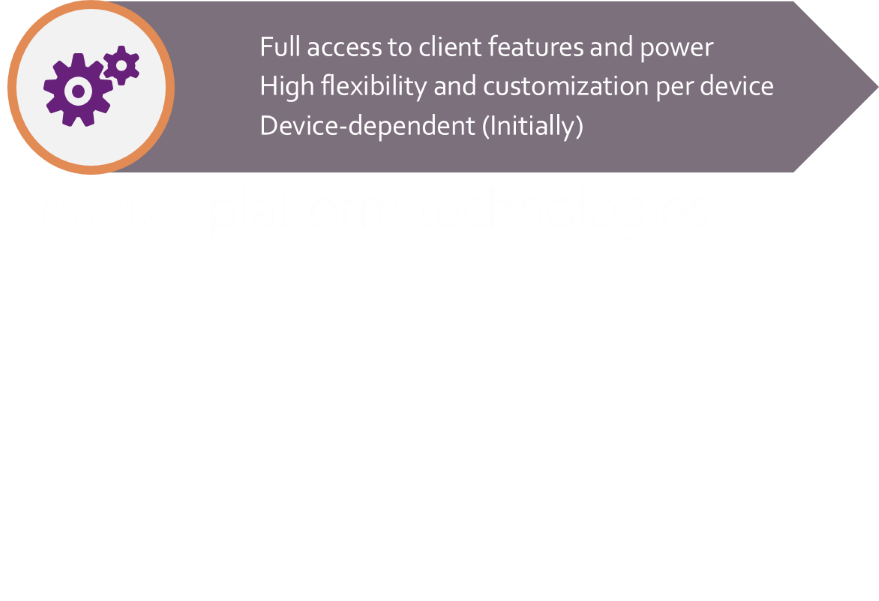 Full access to client features and power
High flexibility and customization per device
Device-dependent (Initially)